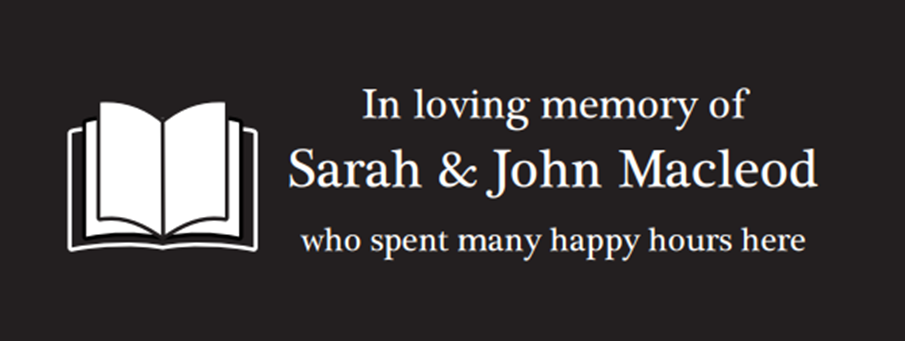 In loving memory of
Sarah & John Macleod
who spent many happy hours here